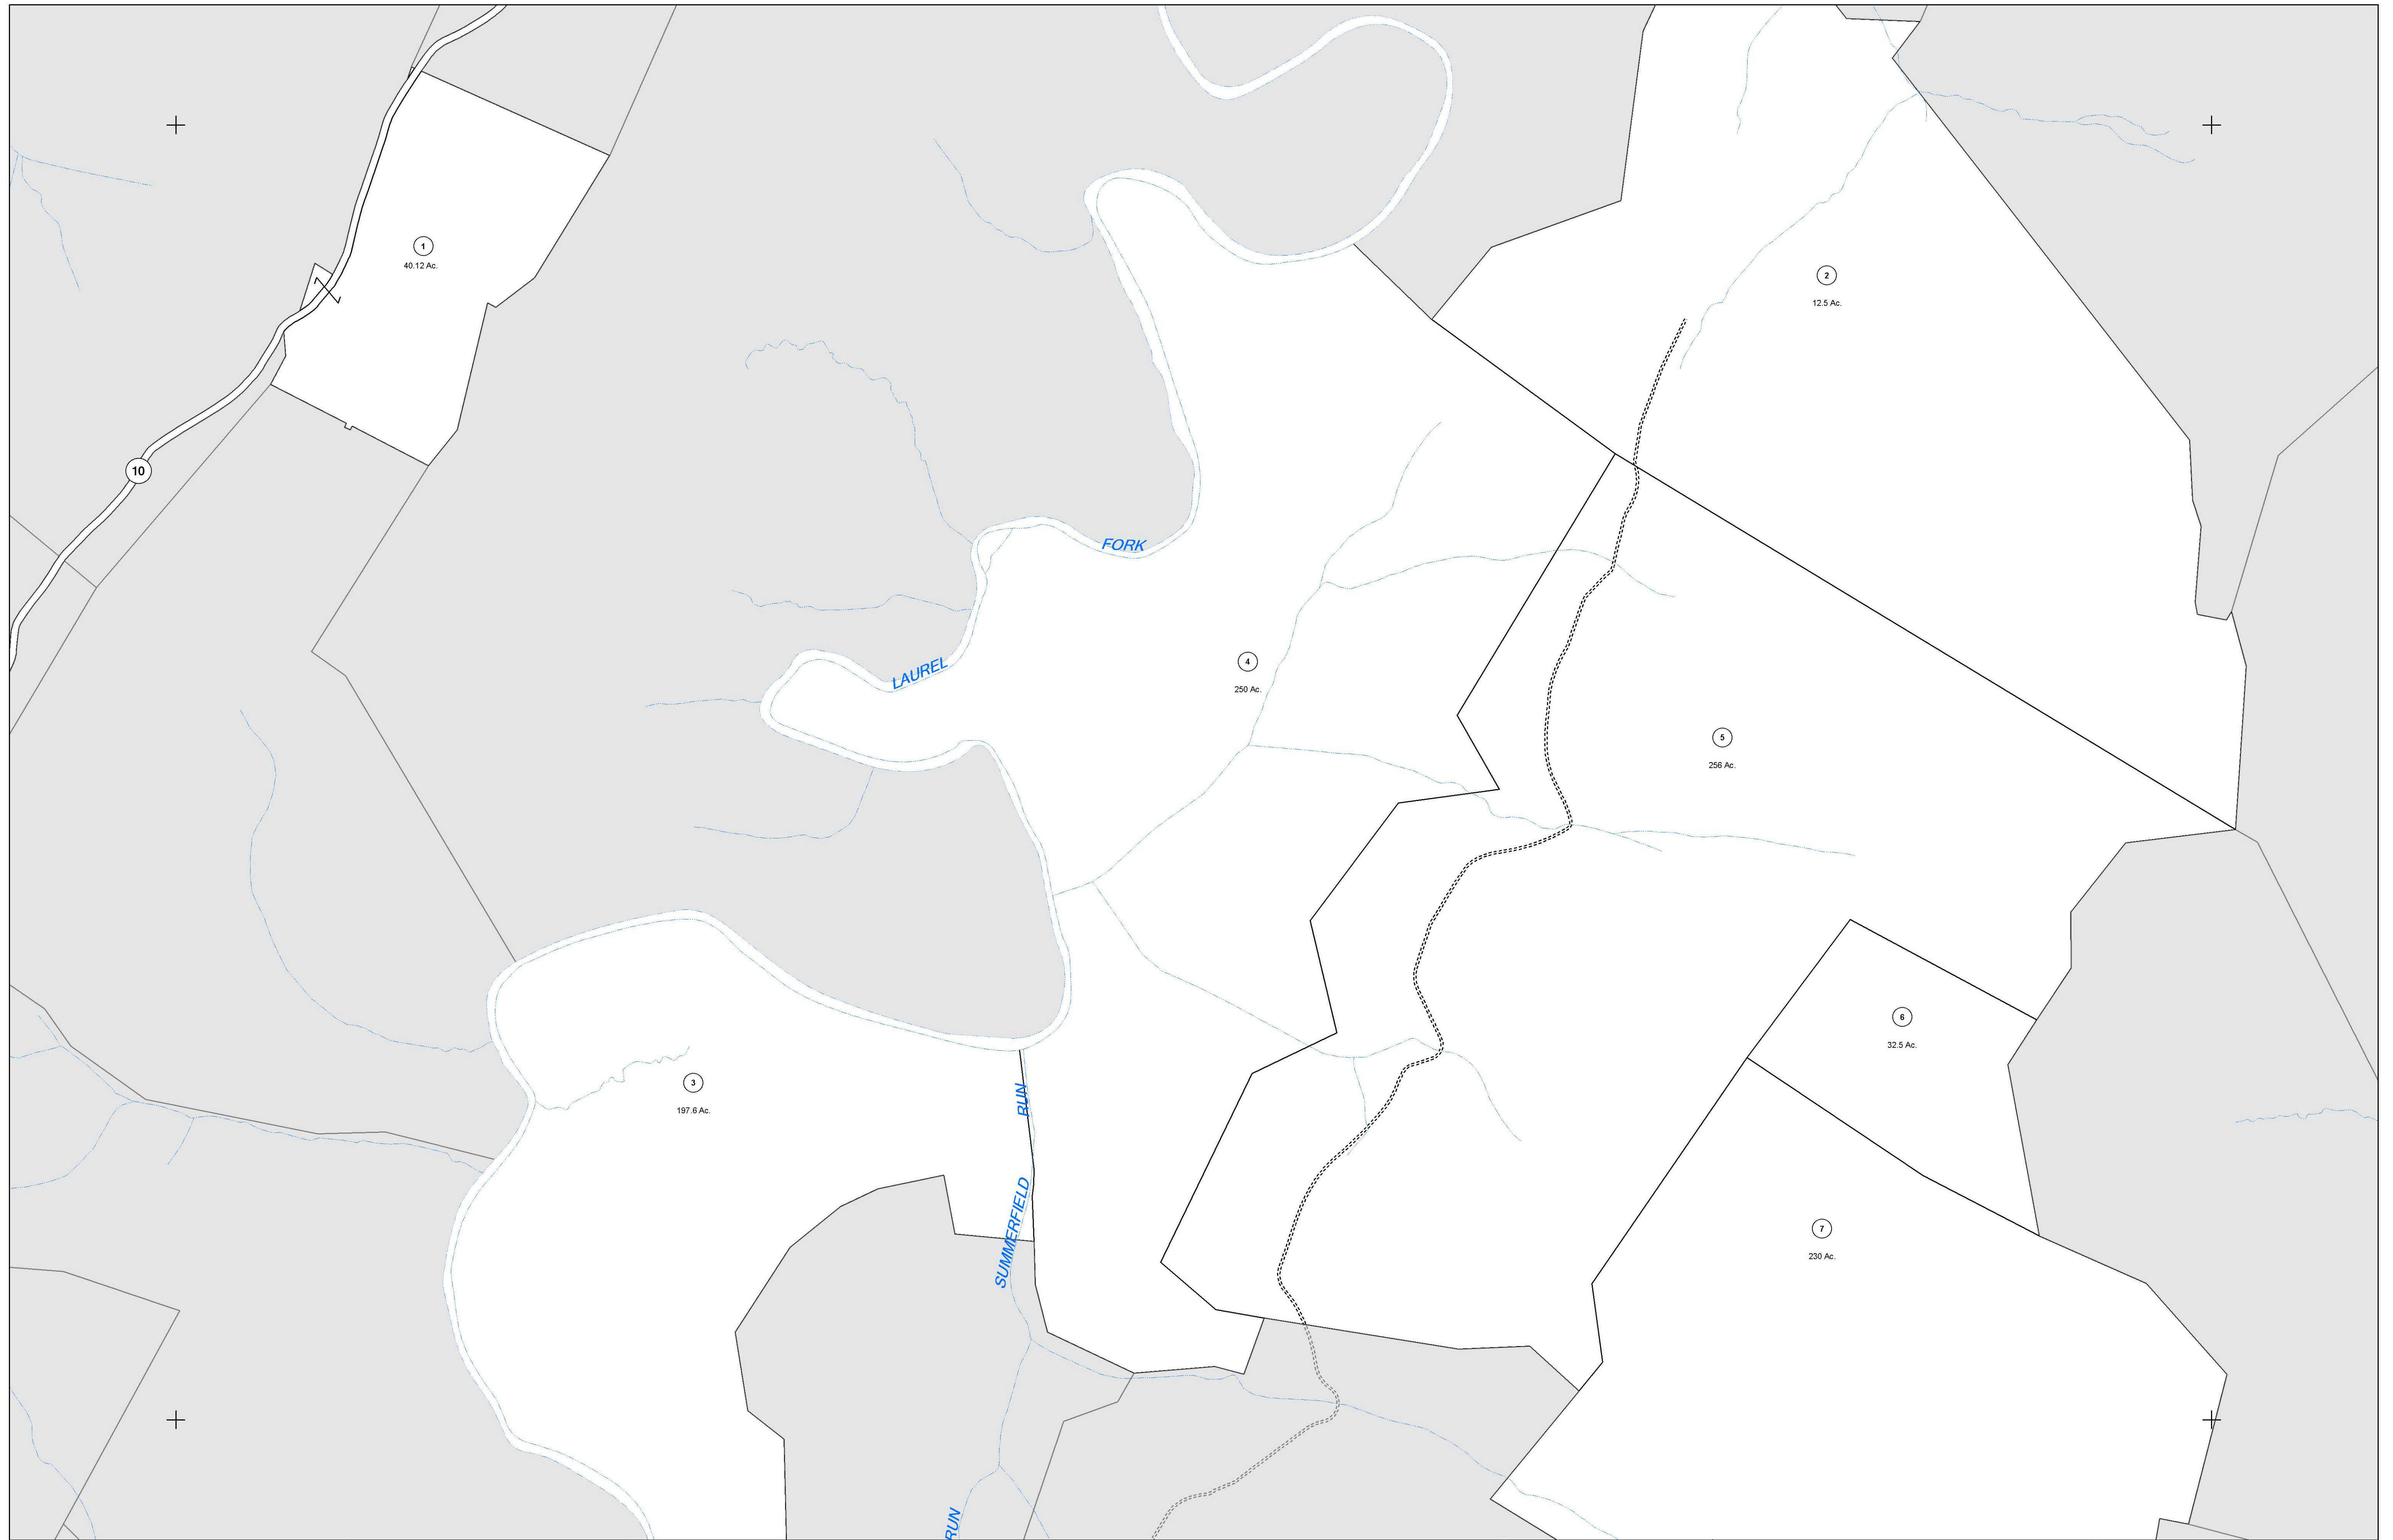 1
40.12 Ac.
2
12.5 Ac.
10
FORK
LAUREL
4
250 Ac.
5
256 Ac.
6
32.5 Ac.
3
197.6 Ac.
RUN
SUMMERFIELD
7
230 Ac.
RUN